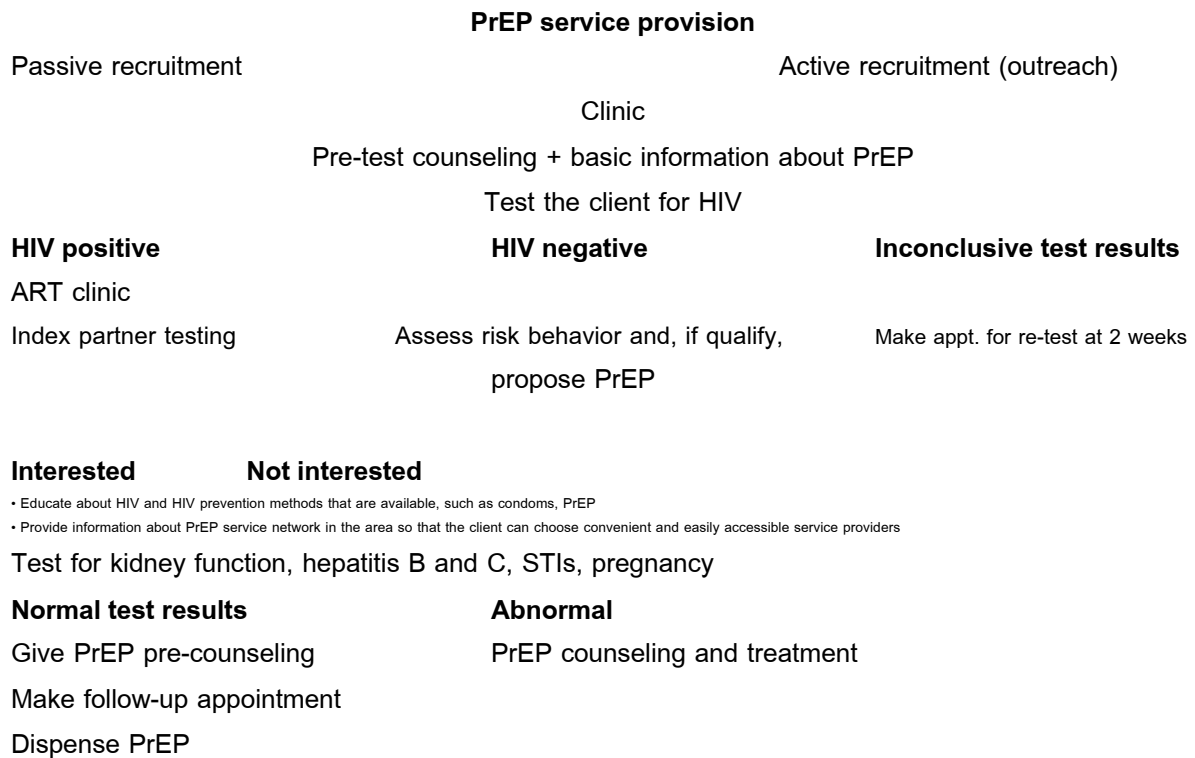 PrEP service provision
Passive recruitment Active recruitment (outreach)
Clinic
Pre-test counseling + basic information about PrEP
Test the client for HIV
HIV positive HIV negative Inconclusive test results
ART clinic
Index partner testing Assess risk behavior and, if qualify, Make appt. for re-test at 2 weeks
propose PrEP
Interested Not interested
• Educate about HIV and HIV prevention methods that are available, such as condoms, PrEP
• Provide information about PrEP service network in the area so that the client can choose convenient and easily accessible service providers
Test for kidney function, hepatitis B and C, STIs, pregnancy
Normal test results Abnormal
Give PrEP pre-counseling PrEP counseling and treatment
Make follow-up appointment
Dispense PrEP